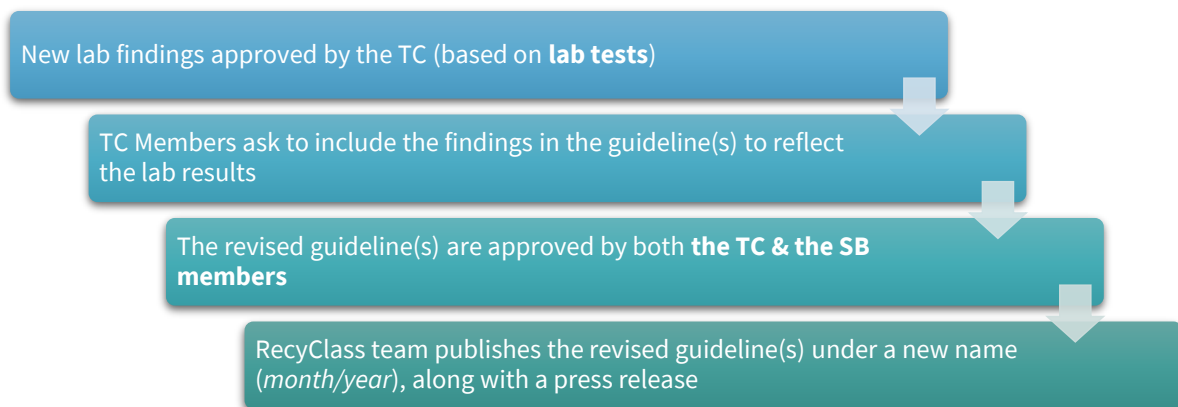 New lab findings approved by the TC (based on lab tests)
TC Members ask to include the findings in the guideline(s) to reflect
the lab results
The revised guideline(s) are approved by both the TC & the SB
members
RecyClass team publishes the revised guideline(s) under a new name
(month/year), along with a press release